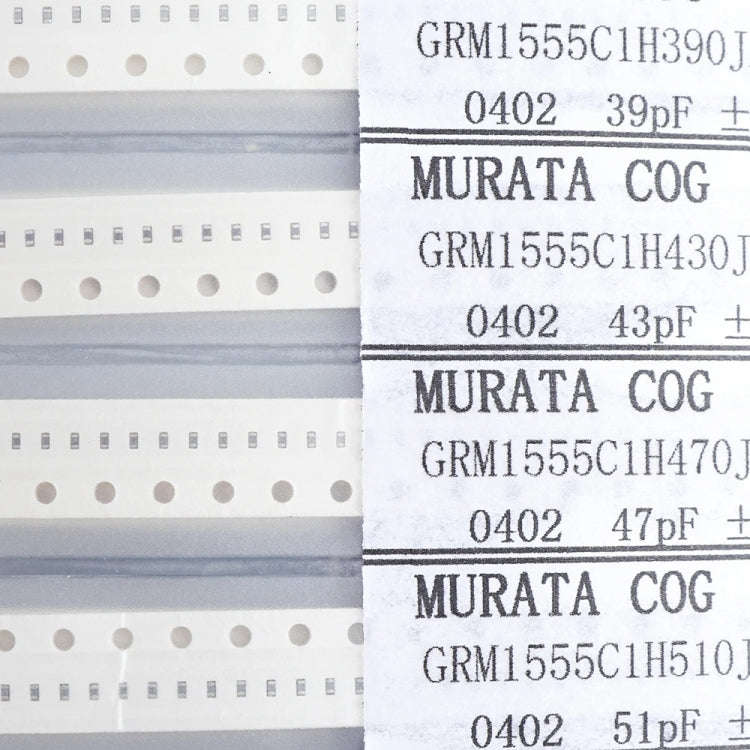 GRM1555C1H390J
0402 39pF ±
MURATA COG
GRM1555C1H430J
0402 43pF ±
MURATA COG
GRM1555C1H470J
0402 47pF ±
MURATA COG
GRM1555C1H510J
0402 51pF ±